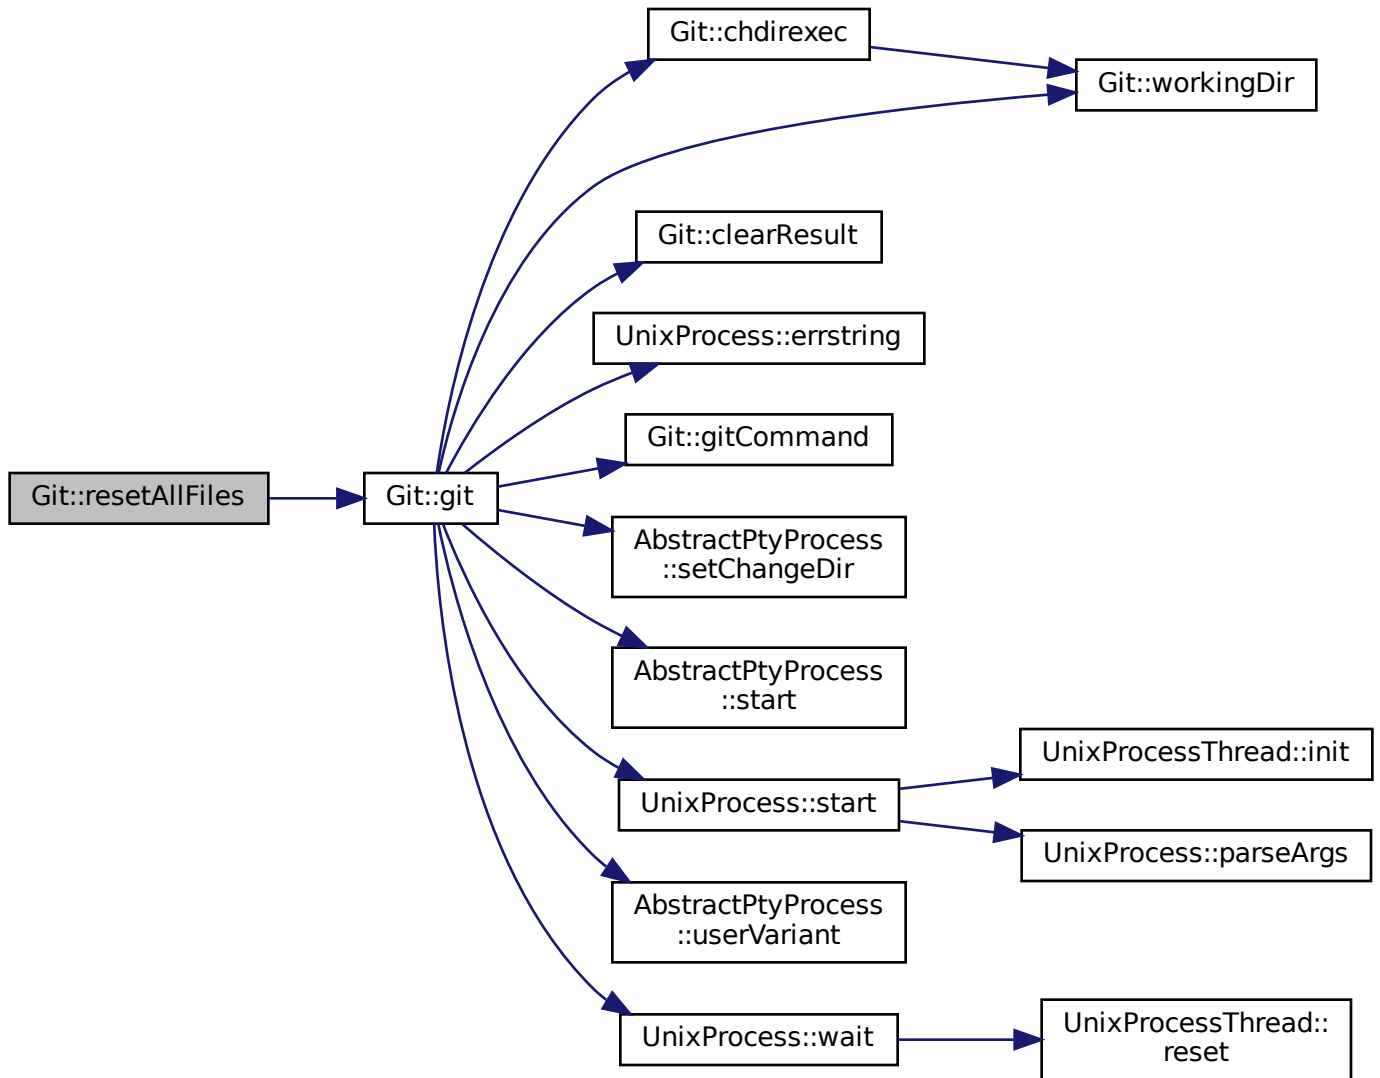 Git::chdirexec
Git::workingDir
Git::clearResult
UnixProcess::errstring
Git::gitCommand
Git::resetAllFiles
Git::git
AbstractPtyProcess
::setChangeDir
AbstractPtyProcess
::start
UnixProcessThread::init
UnixProcess::start
UnixProcess::parseArgs
AbstractPtyProcess
::userVariant
UnixProcess::wait
UnixProcessThread::
reset